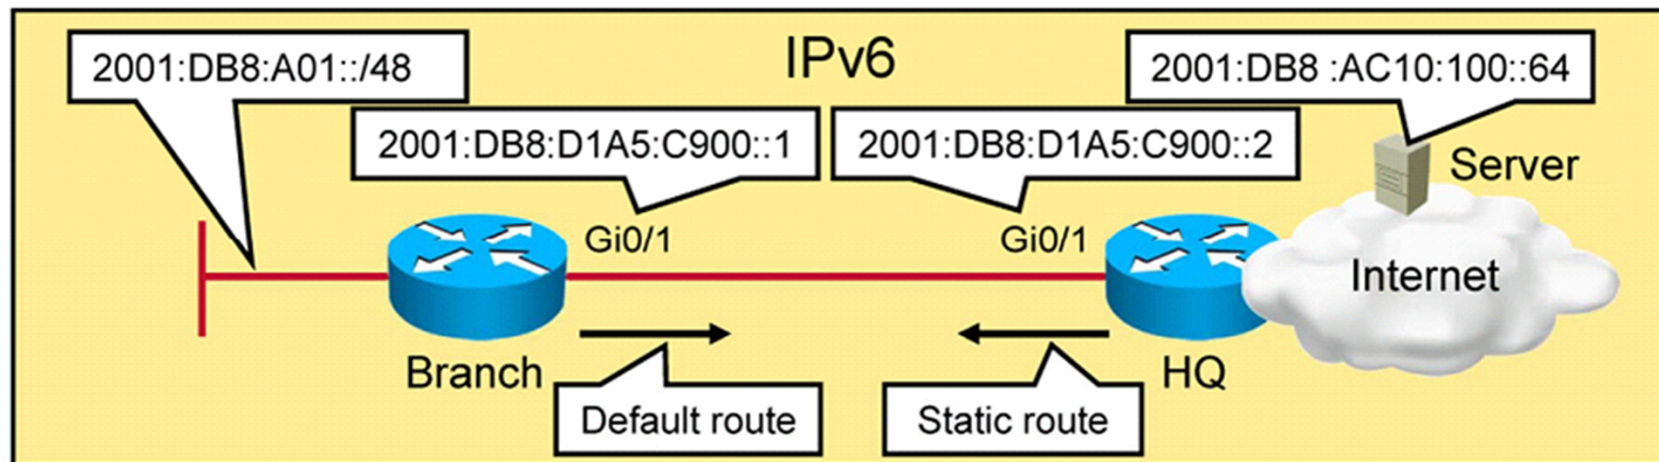 IPv6
2001:DB8:A01::/48
2001:DB8 :AC10:100::64
2001:DB8:D1A5:C900::1
2001:DB8:D1A5:C900::2
Server
Gi0/1
Gi0/1
Internet
Branch
HQ
Default route
Static route